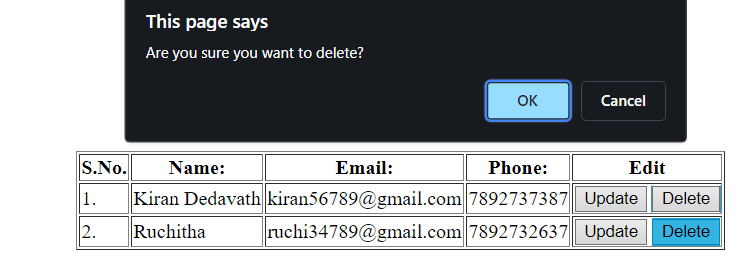 This page says
Are you sure you want to delete?
OK Cancel
S.No. Name: Email: Phone: Edit
1. Kiran Dedavath kiran56789@gmail.com 7892737387 Update Delete
2. Ruchitha ruchi34789@gmail.com 7892732637 Update Delete